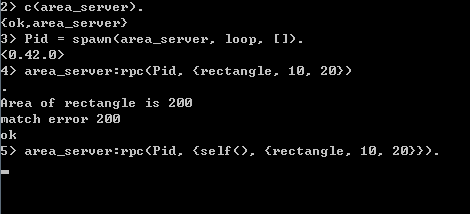 2> c(area_server).
{ok,area_server}
3> Pid = spawn(area_server, loop, []).
<0.42.0>
4> area_server:rpc(Pid, {rectangle, 10, 20})
.
Area of rectangle is 200
match error 200
ok
5> area_server:rpc(Pid, {self(), {rectangle, 10, 20}}).